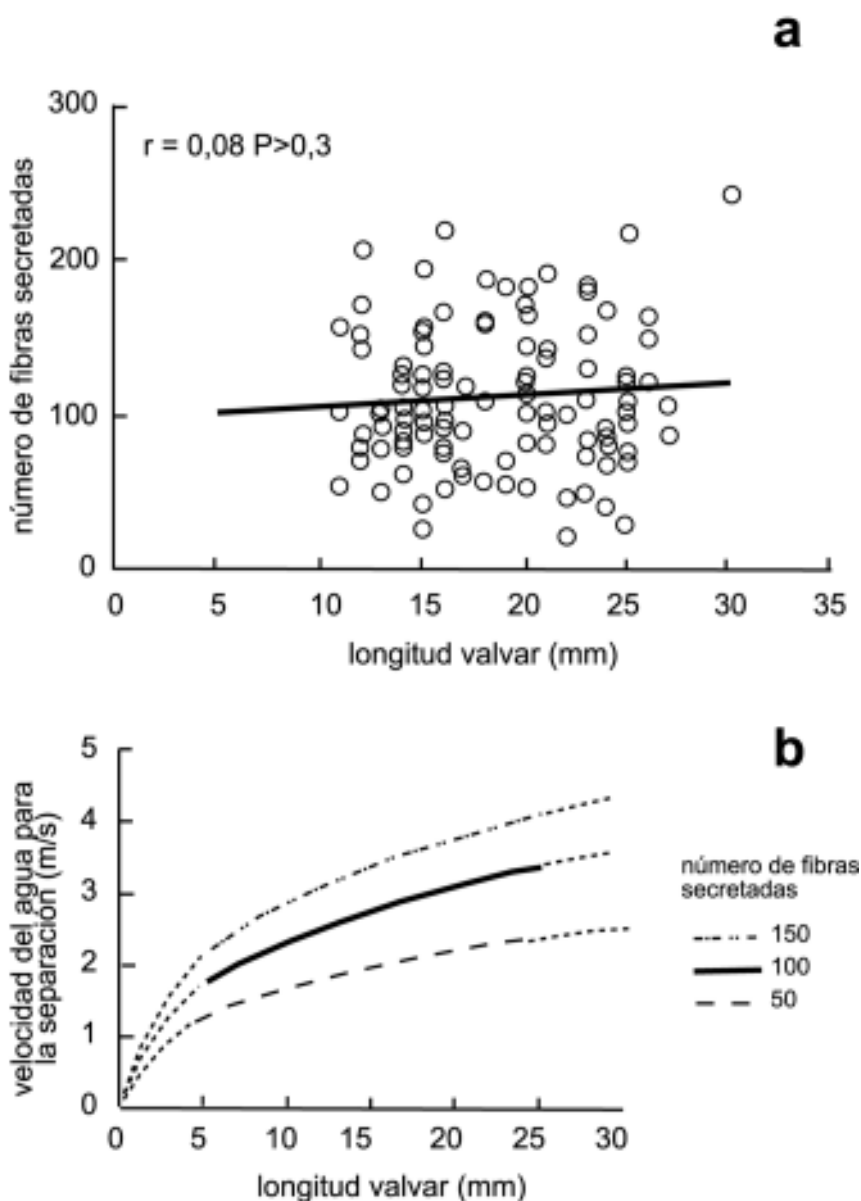 a
300
r = 0,08 P>0,3
200
100
0
número de fibras secretadas
0 5 10 15 20 25 30 35
longitud valvar (mm)
b
5
4
3
2
1
0
velocidad del agua para
la separación (m/s)
número de fibras
secretadas
150
100
50
0 5 10 15 20 25 30
longitud valvar (mm)